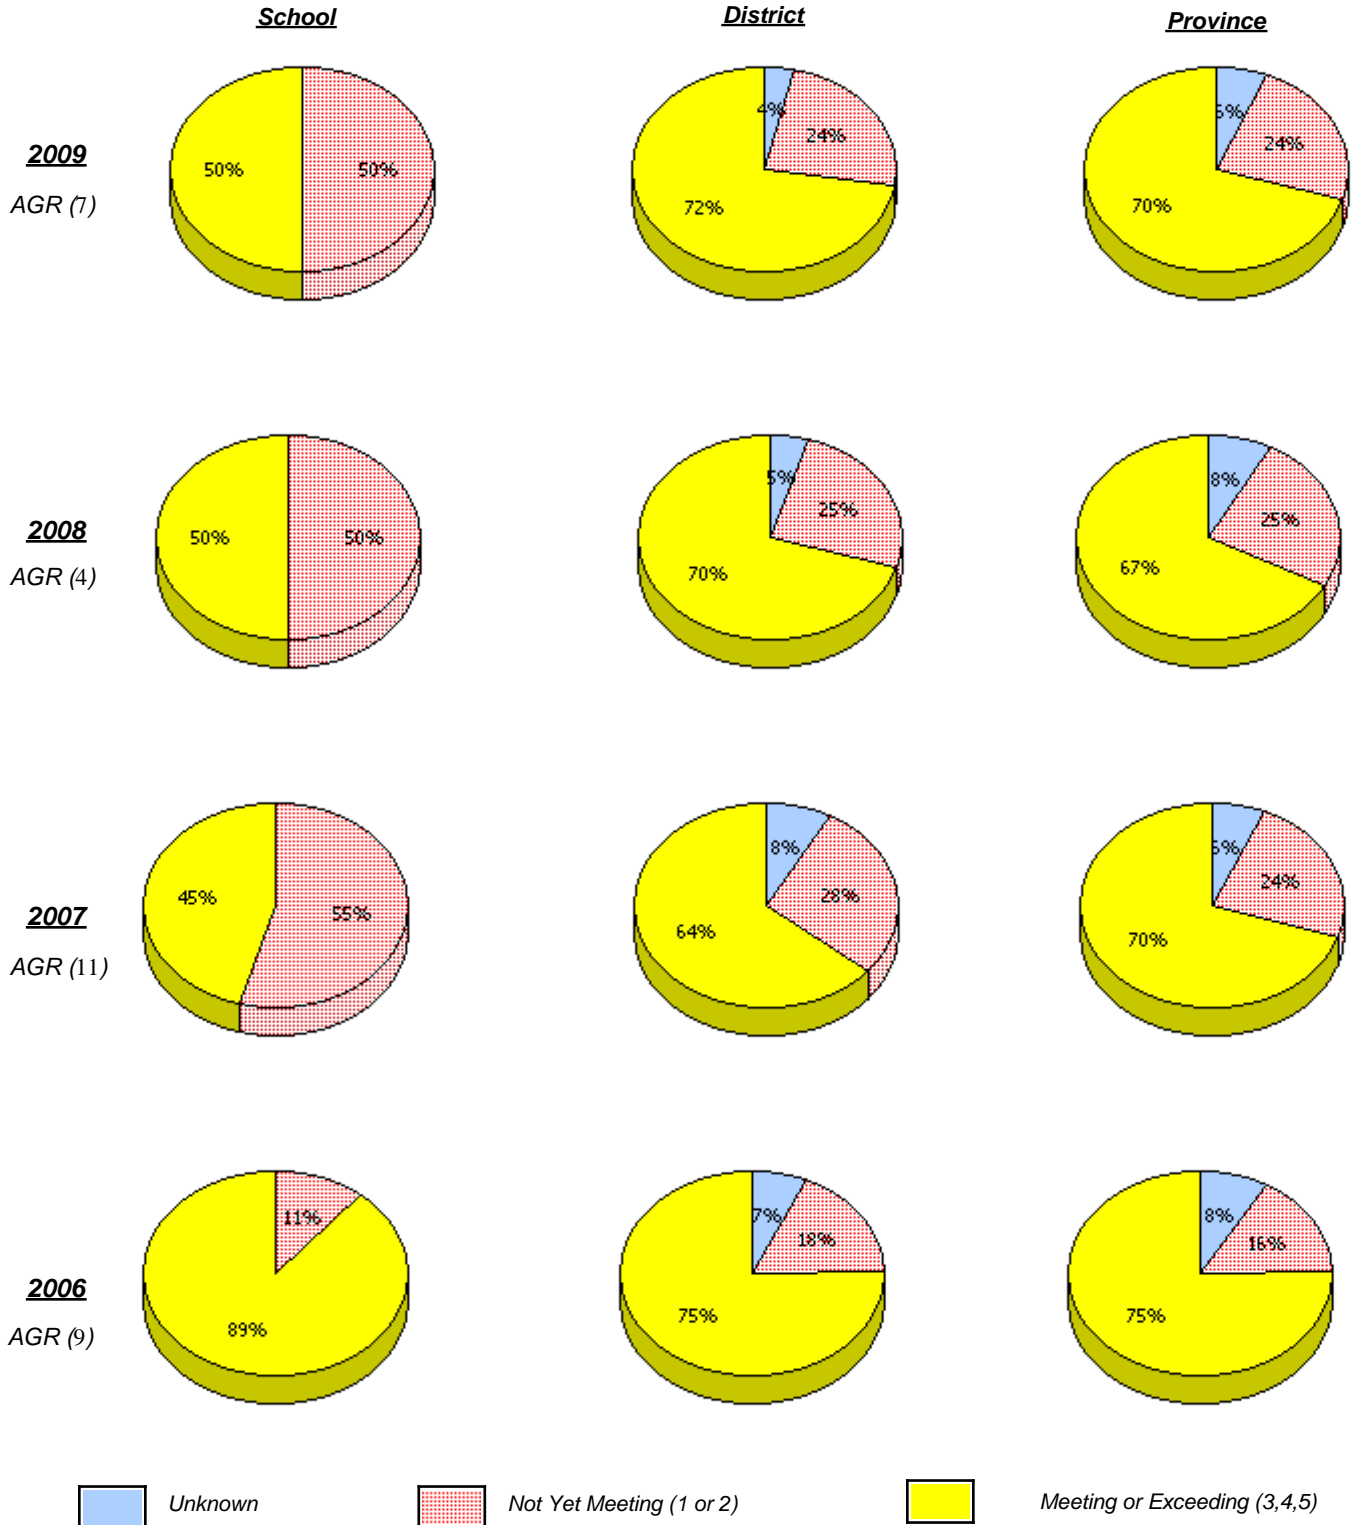 School District Province
4% 24% 24%
2009 50% 50%
AGR (7) 72% 70%
5% 8%
2008 50% 50% 25% 25%
AGR (4) 70% 67%
8%
45% 55% 28% 24%
2007 64% 70%
AGR (11)
11% 7% 8%
18% 16%
2006
AGR (9) 89% 75% 75%
Unknown Not Yet Meeting (1 or 2) Meeting or Exceeding (3,4,5)